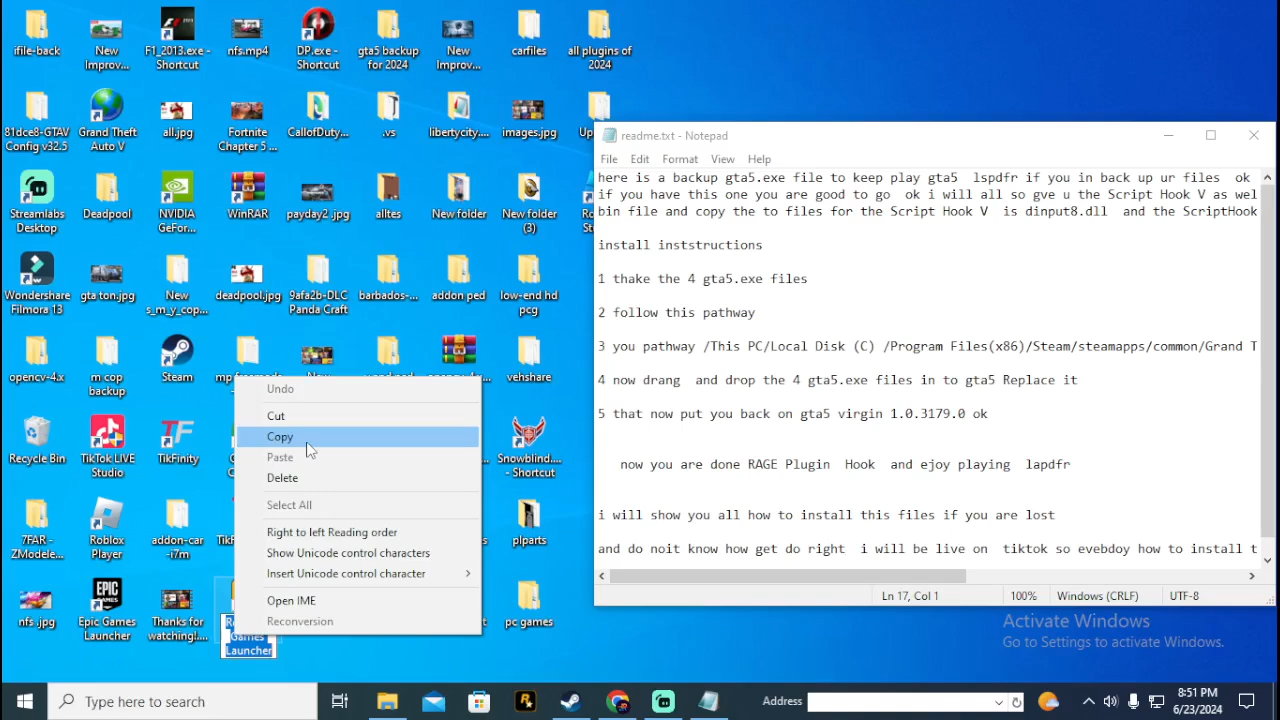 ifile-back
New
Improv...
F1_2013.exe -
Shortcut
nfs.mp4
DP.exe -
Shortcut
gta5 backup
for 2024
New
Improv...
carfiles
all plugins of
2024
81dce8-GTAV
Config v32.5
Grand Theft
Auto V
all.jpg
Fortnite
Chapter 5 ...
CallofDuty...
.vs
libertycity....
images.jpg
Streamlabs
Desktop
Deadpool
NVIDIA
GeFor...
WinRAR
payday2 .jpg
alltes
New folder
New folder
(3)
Wondershare
Filmora 13
gta ton.jpg
New
s_m_y_cop...
deadpool.jpg
9afa2b-DLC
Panda Craft
barbados-...
addon ped
low-end hd
pcg
opencv-4.x
m cop
backup
Steam
vehshare
Recycle Bin
TikTok LIVE
Studio
TikFinity
Snowblind....
- Shortcut
7FAR -
ZModele...
Roblox
Player
addon-car
-i7m
plparts
nfs .jpg
Epic Games
Launcher
Thanks for
watching!...
Games
Launcher
pc games
Undo
Cut
Copy
Paste
Delete
Select All
Right to left Reading order
Show Unicode control characters
Insert Unicode control character
Open IME
Reconversion
readme.txt - Notepad
File Edit Format View Help
here is a backup gta5.exe file to keep play gta5 lspdfr if you in back up ur files ok
if you have this one you are good to go ok i will all so gve u the Script Hook V as wel
bin file and copy the to files for the Script Hook V is dinput8.dll and the ScriptHook
install inststructions
1 thake the 4 gta5.exe files
2 follow this pathway
3 you pathway /This PC/Local Disk (C) /Program Files(x86)/Steam/steamapps/common/Grand T
4 now drang and drop the 4 gta5.exe files in to gta5 Replace it
5 that now put you back on gta5 virgin 1.0.3179.0 ok
now you are done RAGE Plugin Hook and ejoy playing lapdfr
i will show you all how to install this files if you are lost
and do noit know how get do right i will be live on tiktok so evebdoy how to install t
Ln 17, Col 1 100% Windows (CRLF) UTF-8
Activate Windows
Go to Settings to activate Windows.
Type here to search
Address
8:51 PM
6/23/2024